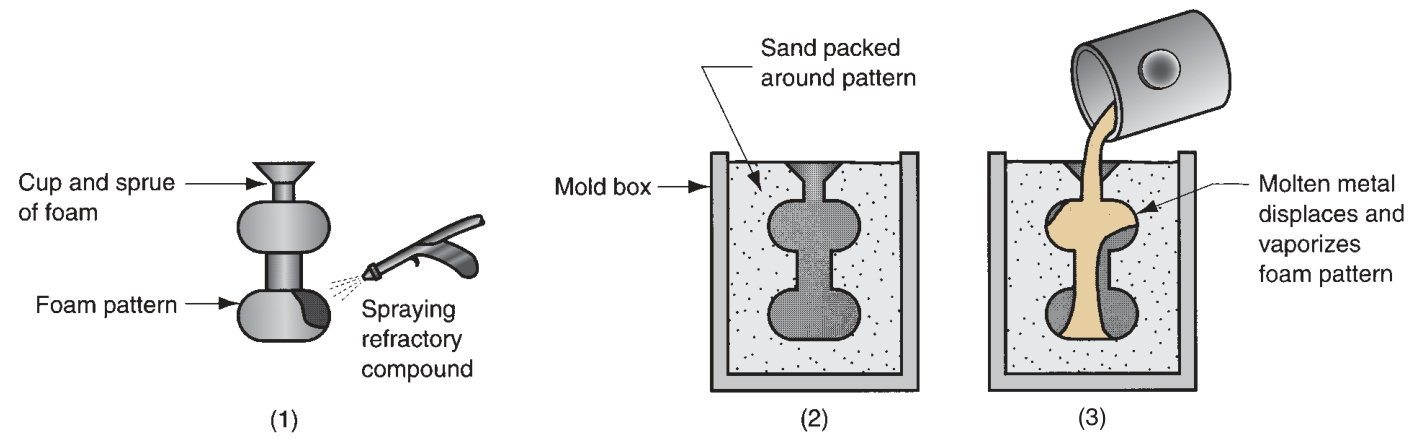 Cup and sprue
of foam
Foam pattern
Spraying
refractory
compound
(1)
Sand packed
around pattern
Mold box
(2)
Molten metal
displaces and
vaporizes
foam pattern
(3)